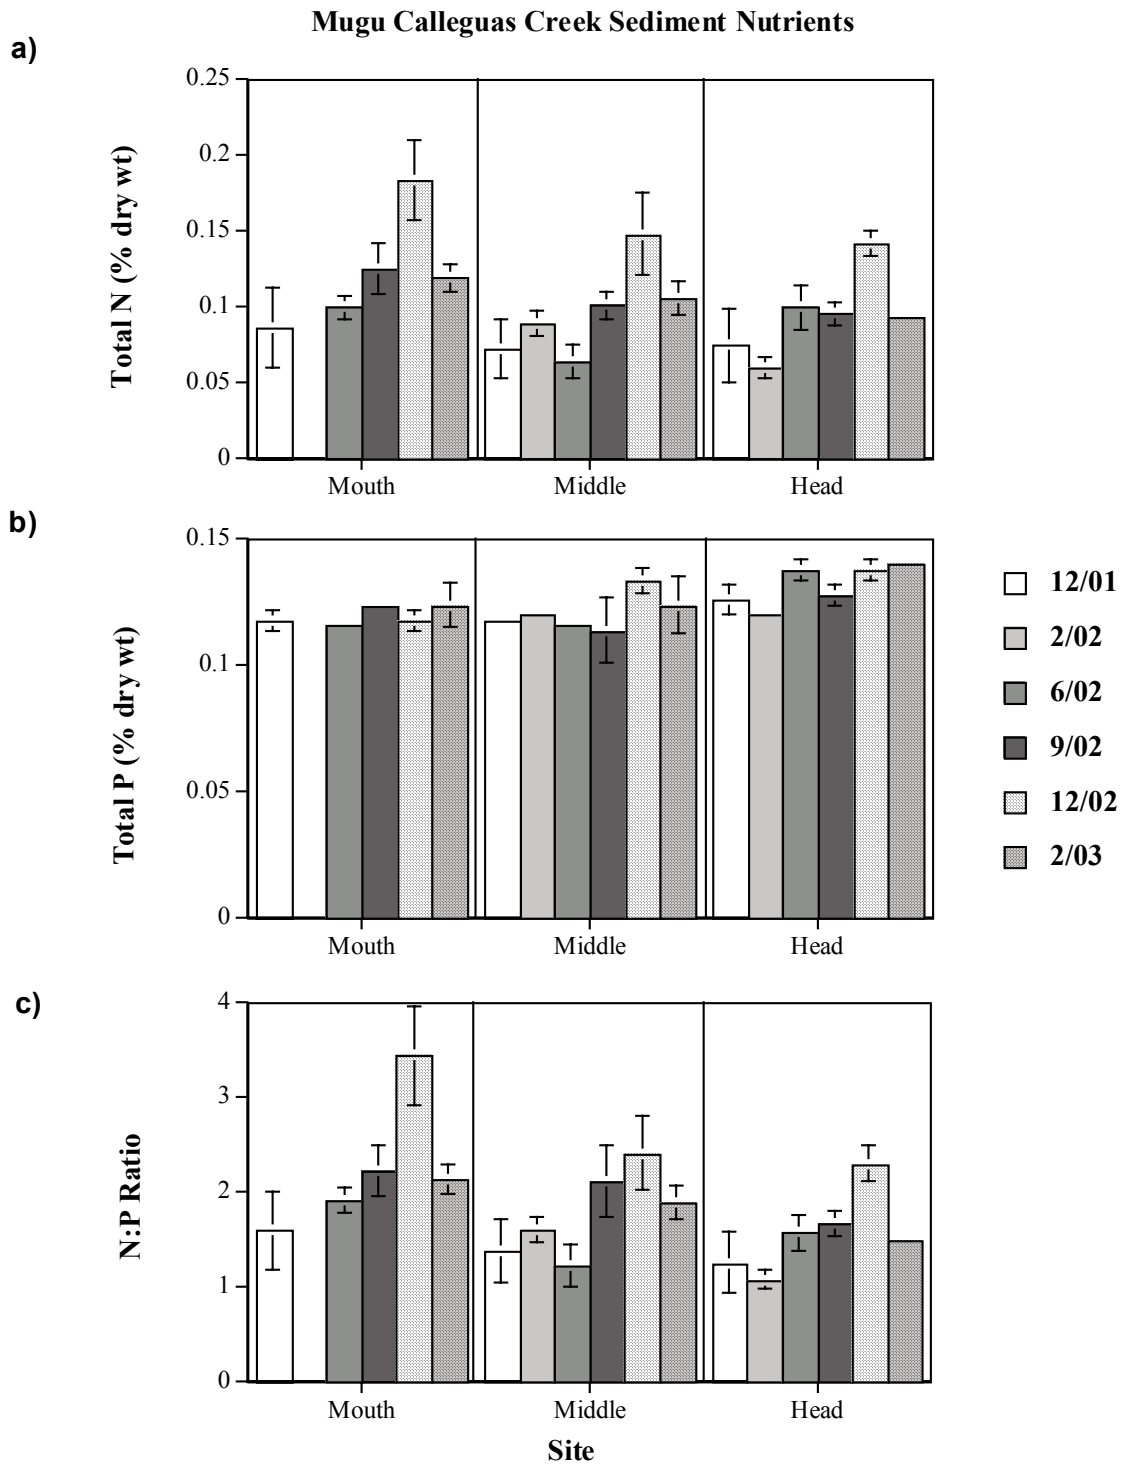 Mugu Calleguas Creek Sediment Nutrients
a)
Total N (% dry wt)
0.25
0.2
0.15
0.1
0.05
0
Mouth Middle Head
b)
Total P (% dry wt)
0.15
0.1
0.05
0
Mouth Middle Head
12/01
2/02
6/02
9/02
12/02
2/03
c)
N:P Ratio
4
3
2
1
0
Mouth Middle Head
Site